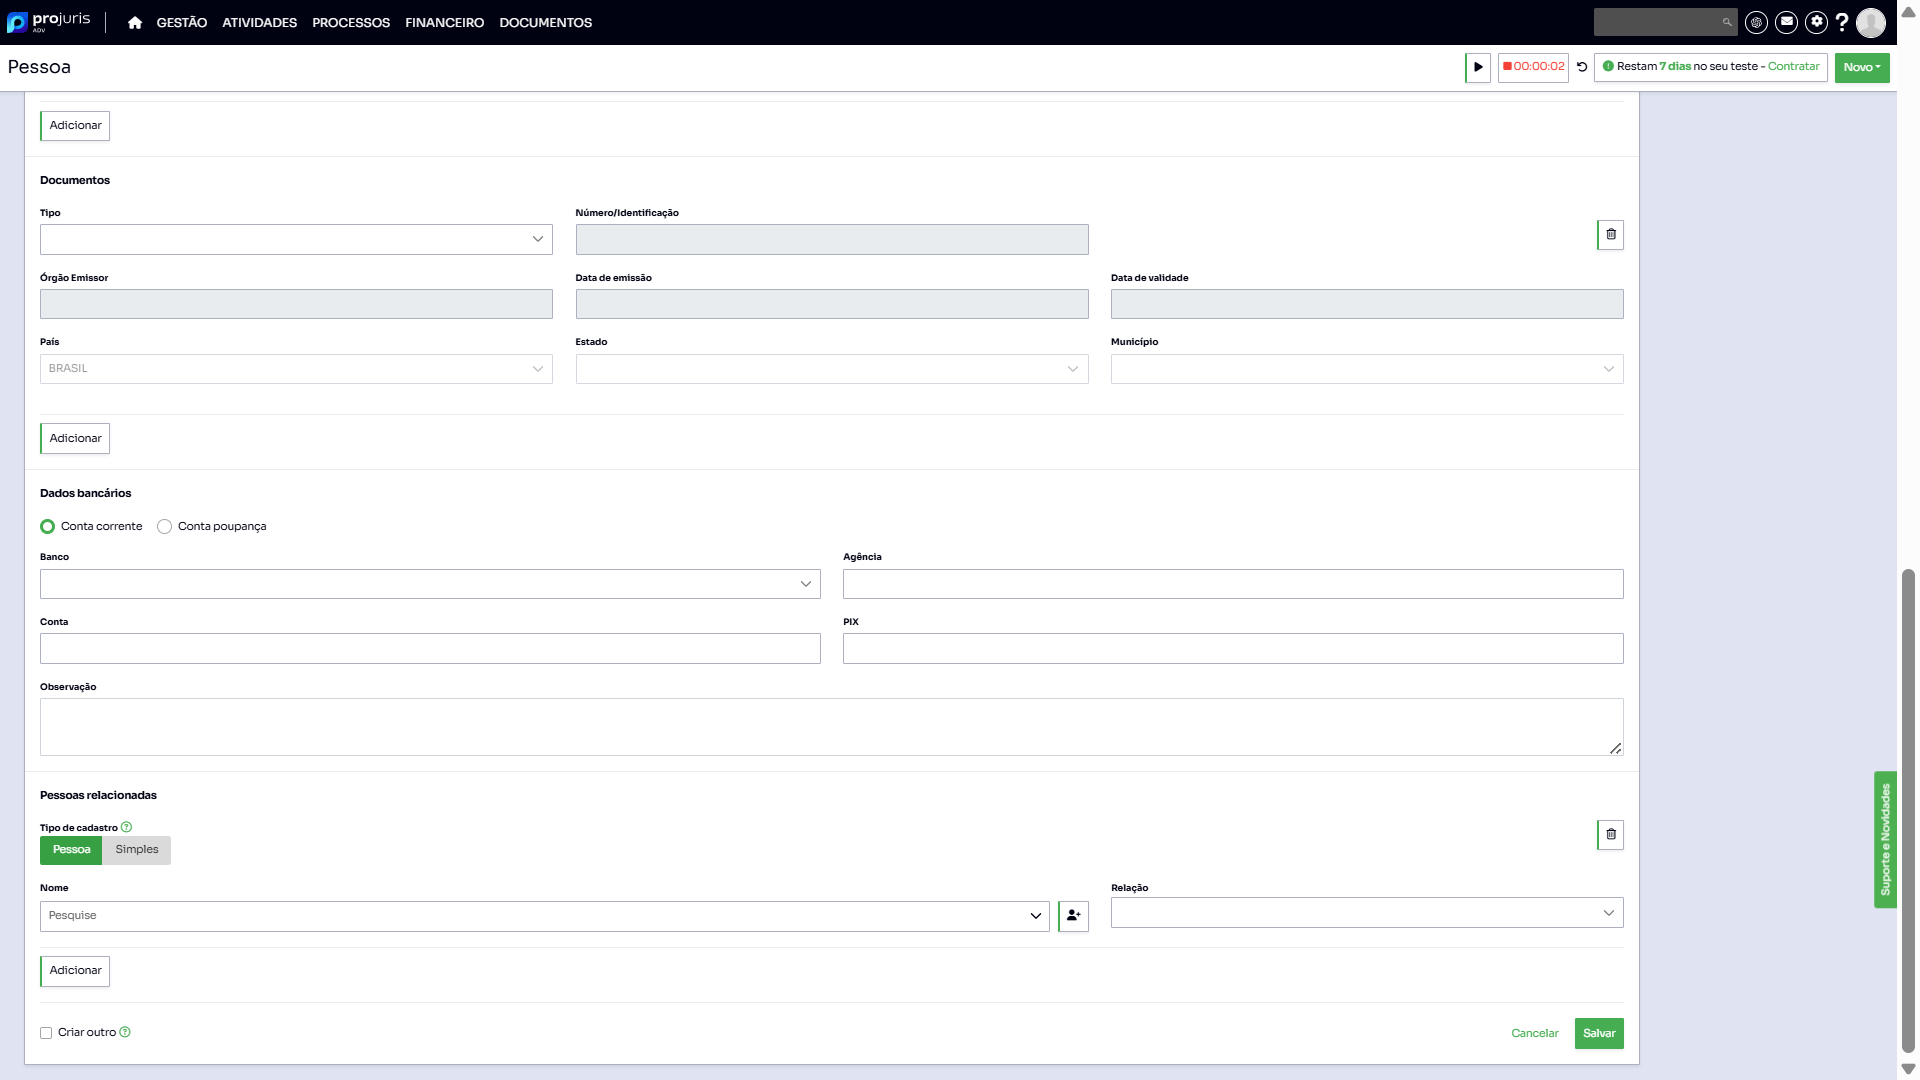 projuris
ADV
GESTÃO
ATIVIDADES
PROCESSOS
FINANCEIRO
DOCUMENTOS
Pessoa
00:00:02
Restam 7 dias no seu teste - Contratar
Novo
Adicionar
Documentos
Tipo
Número/Identificação
Órgão Emissor
Data de emissão
Data de validade
País
Estado
Município
BRASIL
Adicionar
Dados bancários
Conta corrente
Conta poupança
Banco
Agência
Conta
PIX
Observação
Pessoas relacionadas
Tipo de cadastro
Pessoa
Simples
Nome
Relação
Pesquise
Adicionar
Criar outro
Cancelar
Salvar
Suporte e Novidades